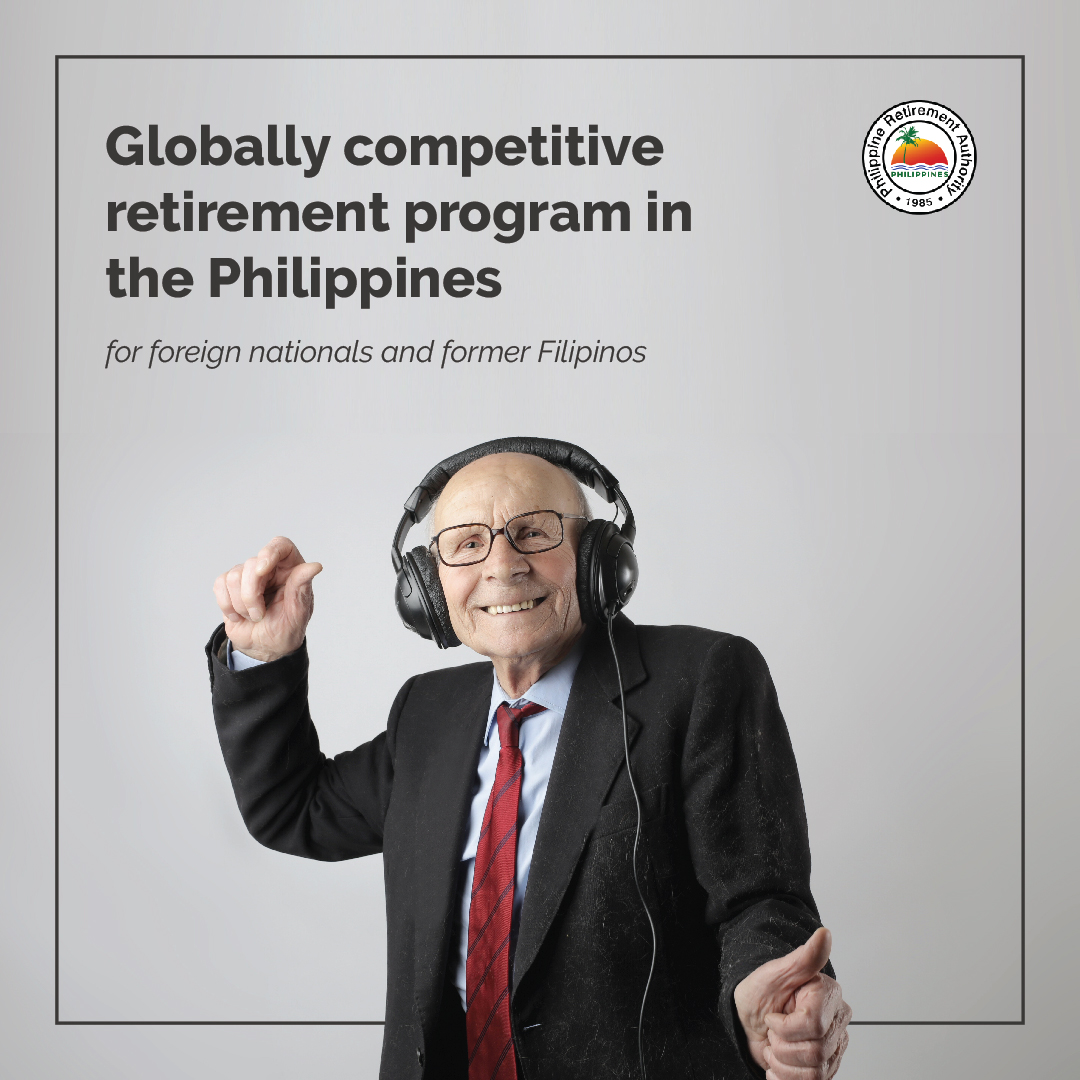 Globally competitive
retirement program in
the Philippines
for foreign nationals and former Filipinos
Philippine Retirement Authority
PHILIPPINES
• 1985 •